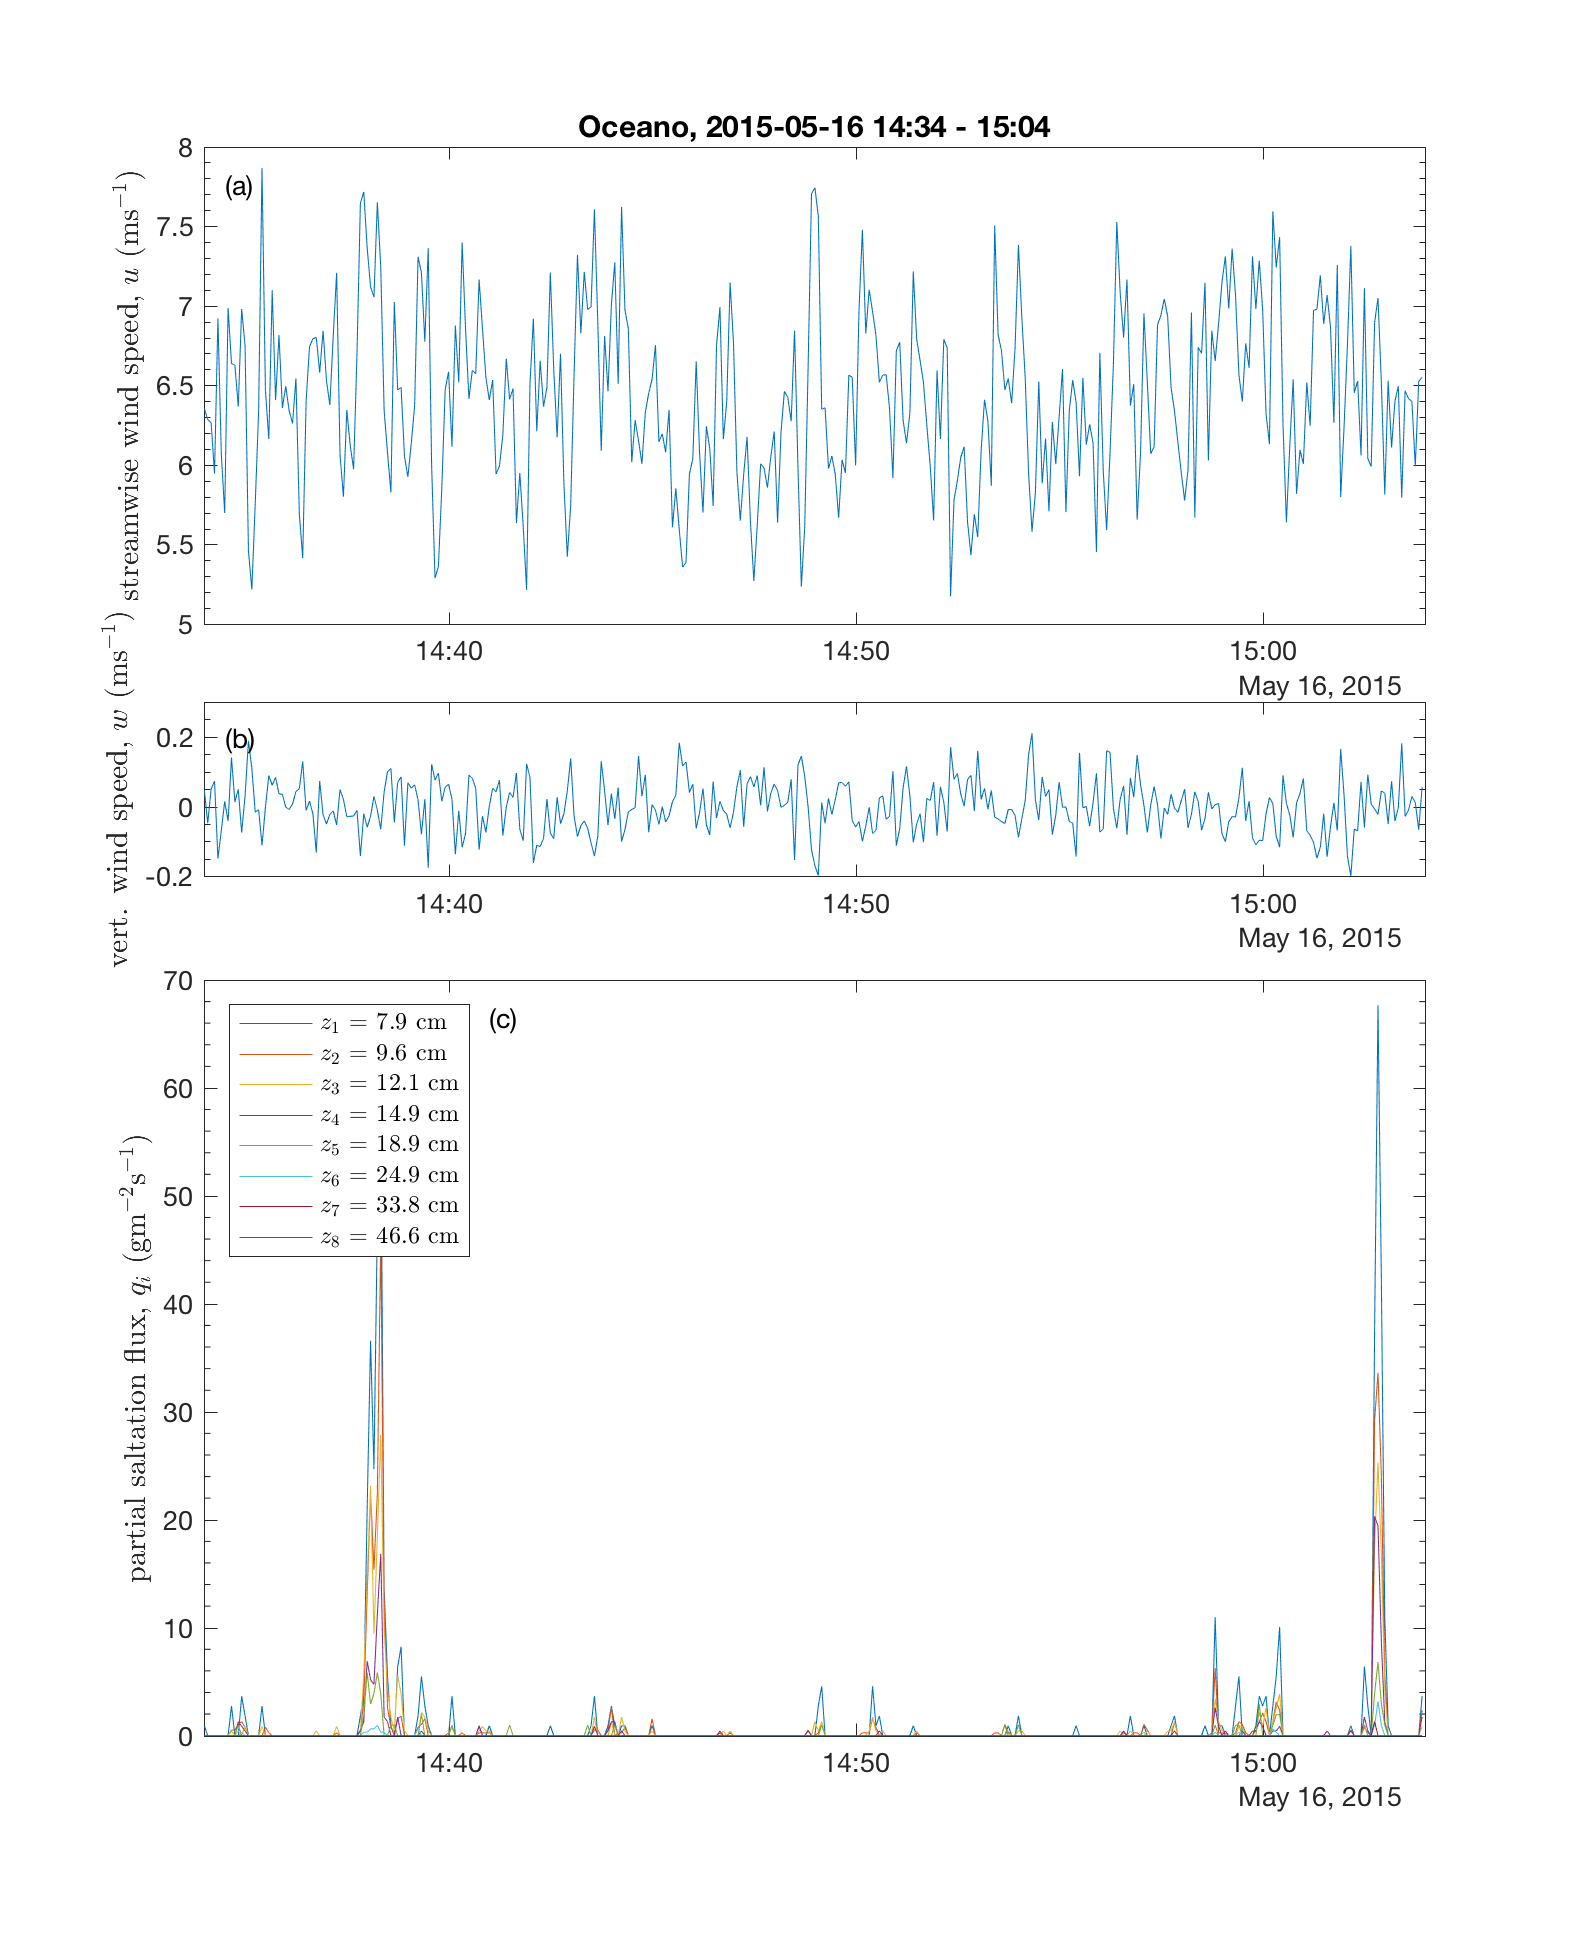 Oceano, 2015-05-16 14:34 - 15:04
(a)
streamwise wind speed, u (ms⁻¹)
8
7.5
7
6.5
6
5.5
5
14:40 14:50 15:00
May 16, 2015
(b)
vert. wind speed, w (ms⁻¹)
0.2
0
-0.2
14:40 14:50 15:00
May 16, 2015
(c)
partial saltation flux, qᵢ (gm⁻²s⁻¹)
70
60
50
40
30
20
10
0
z₁ = 7.9 cm
z₂ = 9.6 cm
z₃ = 12.1 cm
z₄ = 14.9 cm
z₅ = 18.9 cm
z₆ = 24.9 cm
z₇ = 33.8 cm
z₈ = 46.6 cm
14:40 14:50 15:00
May 16, 2015